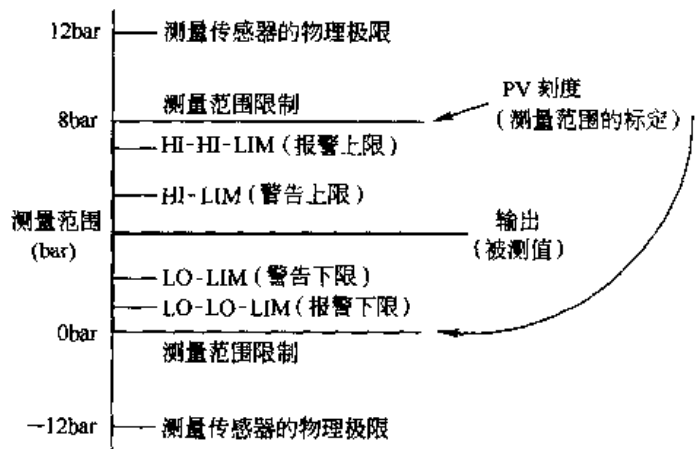 12bar
测量传感器的物理极限
测量范围限制
PV 刻度
(测量范围的标定)
8bar
HI-HI-LIM(报警上限)
HI-LIM(警告上限)
测量范围
(bar)
输出
(被测值)
LO-LIM(警告下限)
LO-LO-LIM(报警下限)
0bar
测量范围限制
-12bar
测量传感器的物理极限